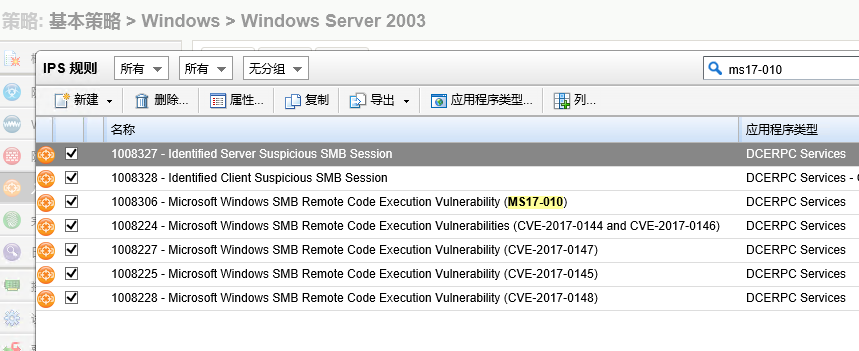 策略: 基本策略 > Windows > Windows Server 2003
IPS 规则 所有 所有 无分组 ms17-010
新建 删除... 属性... 复制 导出 应用程序类型... 列...
名称 应用程序类型
1008327 - Identified Server Suspicious SMB Session DCERPC Services
1008328 - Identified Client Suspicious SMB Session DCERPC Services -
1008306 - Microsoft Windows SMB Remote Code Execution Vulnerability (MS17-010) DCERPC Services
1008224 - Microsoft Windows SMB Remote Code Execution Vulnerabilities (CVE-2017-0144 and CVE-2017-0146) DCERPC Services
1008227 - Microsoft Windows SMB Remote Code Execution Vulnerability (CVE-2017-0147) DCERPC Services
1008225 - Microsoft Windows SMB Remote Code Execution Vulnerability (CVE-2017-0145) DCERPC Services
1008228 - Microsoft Windows SMB Remote Code Execution Vulnerability (CVE-2017-0148) DCERPC Services